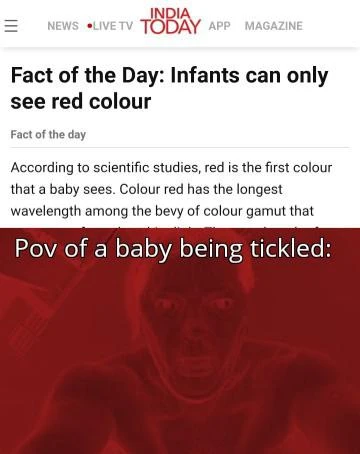 INDIA
NEWS LIVE TV TODAY APP MAGAZINE
Fact of the Day: Infants can only
see red colour
Fact of the day
According to scientific studies, red is the first colour
that a baby sees. Colour red has the longest
wavelength among the bevy of colour gamut that
Pov of a baby being tickled: